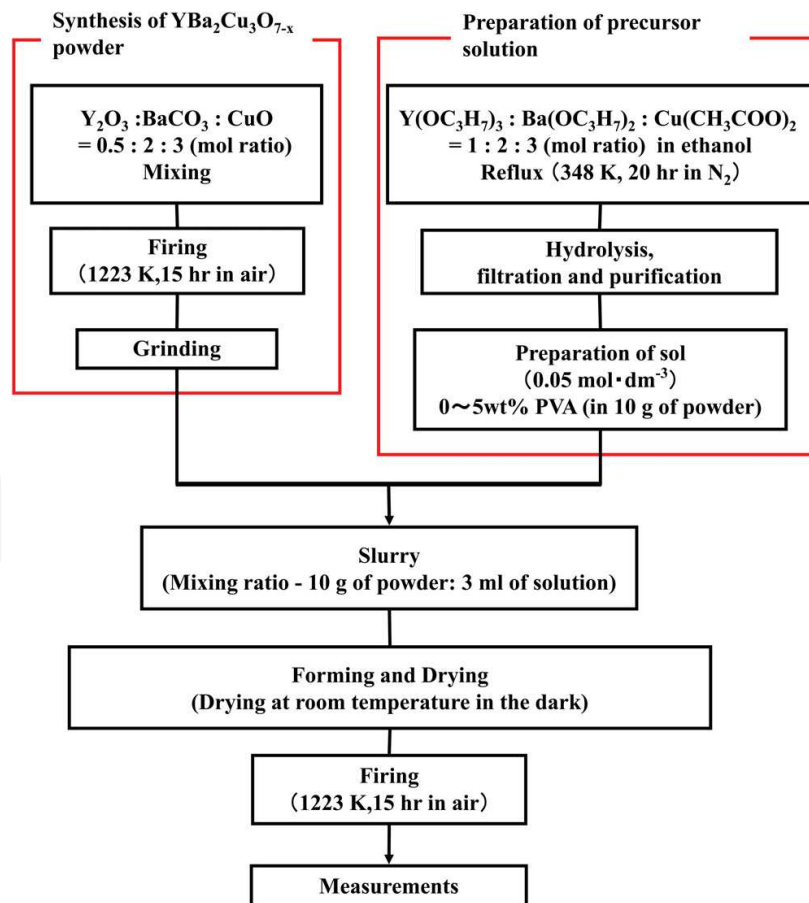 Synthesis of YBa₂Cu₃O₇₋ₓ
powder
Y₂O₃ :BaCO₃ : CuO
= 0.5 : 2 : 3 (mol ratio)
Mixing
Firing
(1223 K,15 hr in air)
Grinding
Preparation of precursor
solution
Y(OC₃H₇)₃ : Ba(OC₃H₇)₂ : Cu(CH₃COO)₂
= 1 : 2 : 3 (mol ratio) in ethanol
Reflux (348 K, 20 hr in N₂)
Hydrolysis,
filtration and purification
Preparation of sol
(0.05 mol·dm⁻³)
0～5wt% PVA (in 10 g of powder)
Slurry
(Mixing ratio - 10 g of powder: 3 ml of solution)
Forming and Drying
(Drying at room temperature in the dark)
Firing
(1223 K,15 hr in air)
Measurements